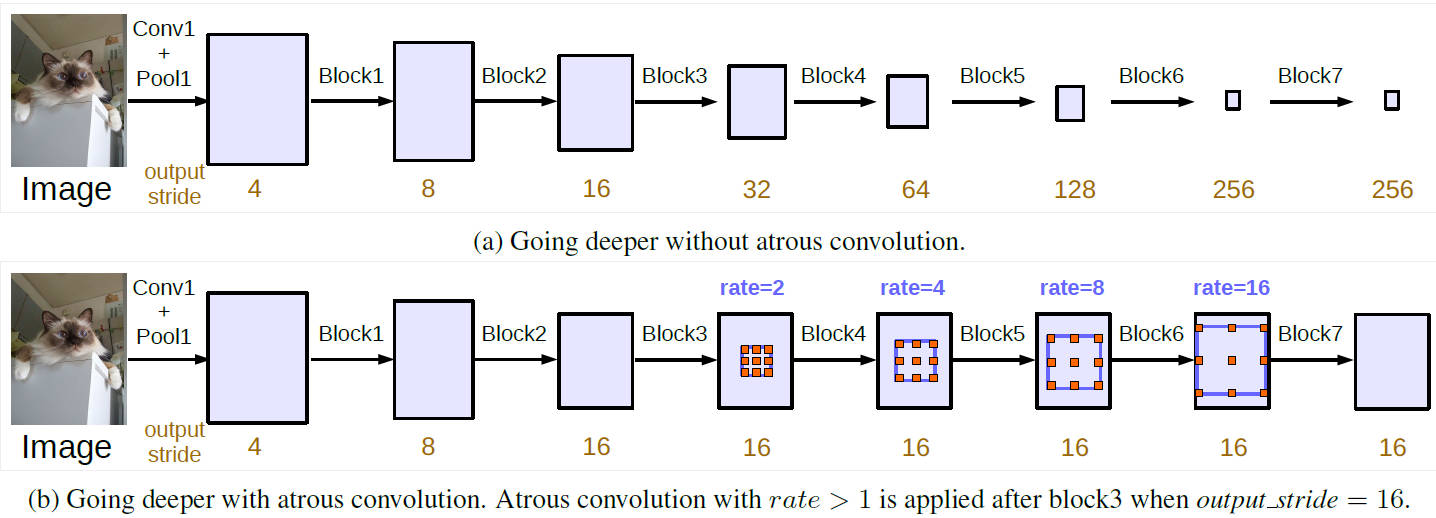 Conv1
+
Pool1
Block1
Block2
Block3
Block4
Block5
Block6
Block7
Image
output
stride
4
8
16
32
64
128
256
256
(a) Going deeper without atrous convolution.
Conv1
+
Pool1
Block1
Block2
Block3
rate=2
Block4
rate=4
Block5
rate=8
Block6
rate=16
Block7
Image
output
stride
4
8
16
16
16
16
16
16
(b) Going deeper with atrous convolution. Atrous convolution with rate > 1 is applied after block3 when output_stride = 16.